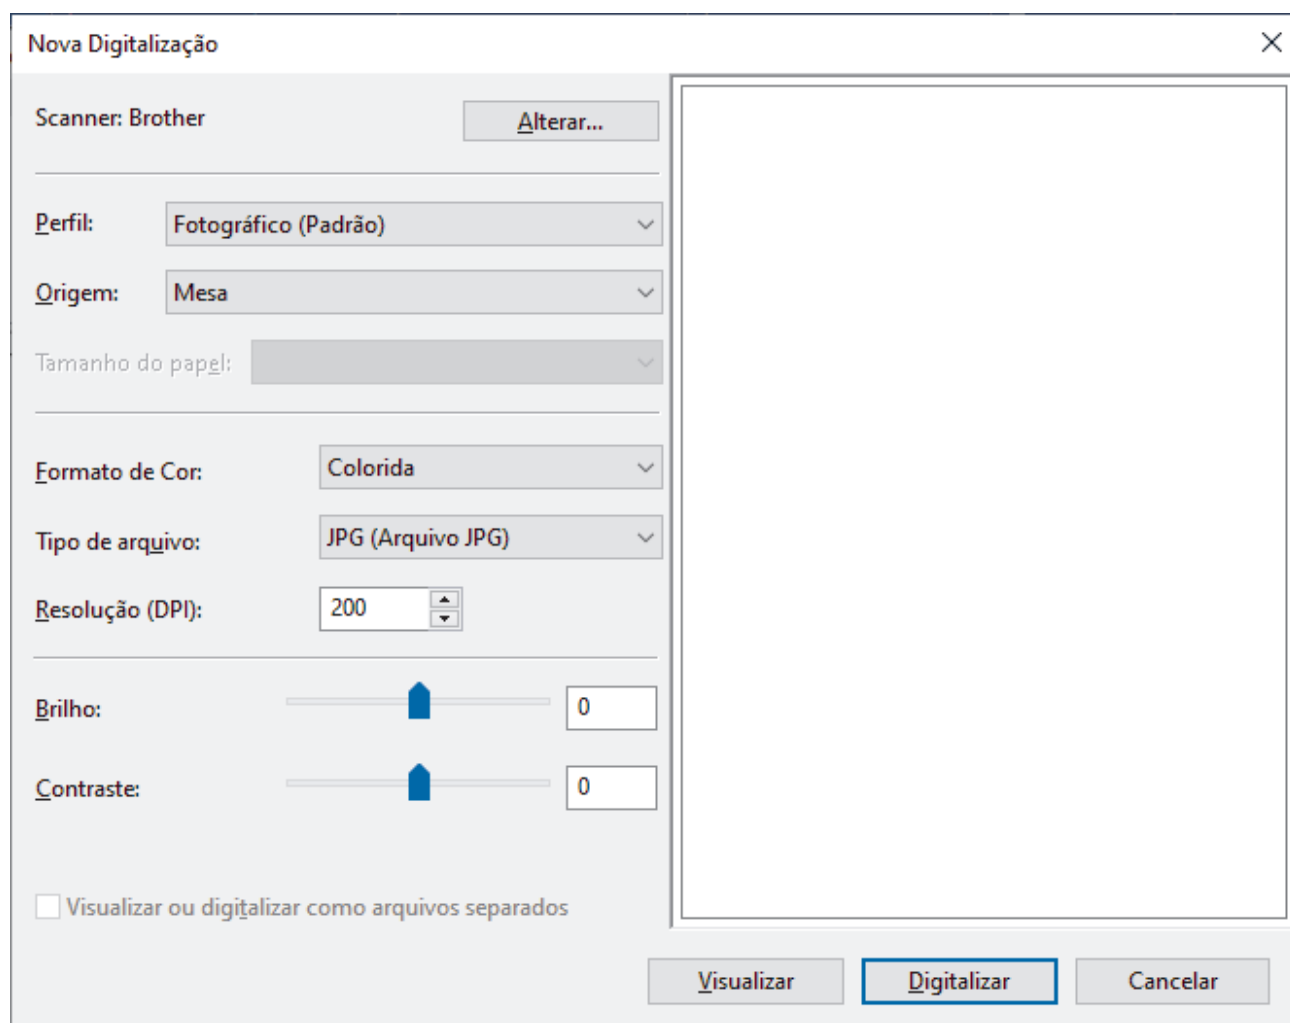 Nova Digitalização
Scanner: Brother
Alterar...
Perfil: Fotográfico (Padrão)
Origem: Mesa
Tamanho do papel:
Formato de Cor: Colorida
Tipo de arquivo: JPG (Arquivo JPG)
Resolução (DPI): 200
Brilho: 0
Contraste: 0
Visualizar ou digitalizar como arquivos separados
Visualizar Digitalizar Cancelar